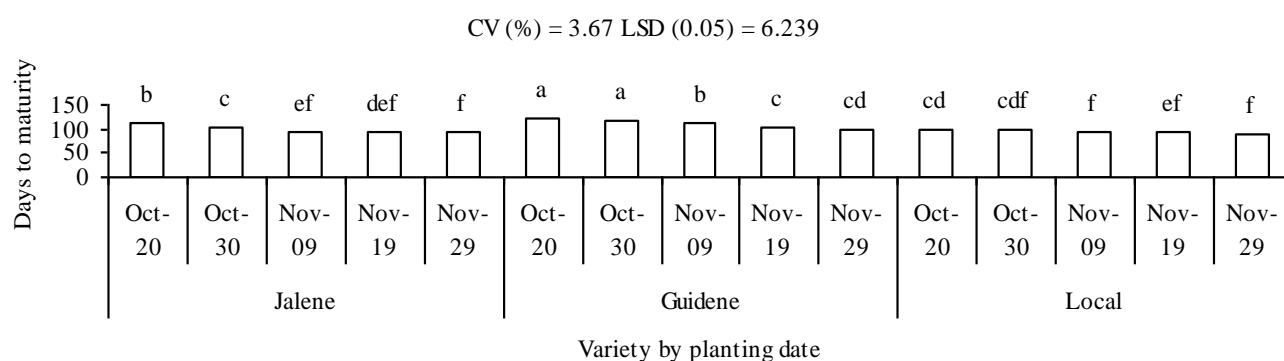 CV (%) = 3.67 LSD (0.05) = 6.239
Days to maturity
150
100
50
0
b c ef def f a a b c cd cd cdf f ef f
Oct-20 Oct-30 Nov-09 Nov-19 Nov-29 Oct-20 Oct-30 Nov-09 Nov-19 Nov-29 Oct-20 Oct-30 Nov-09 Nov-19 Nov-29
Jalene Guidene Local
Variety by planting date